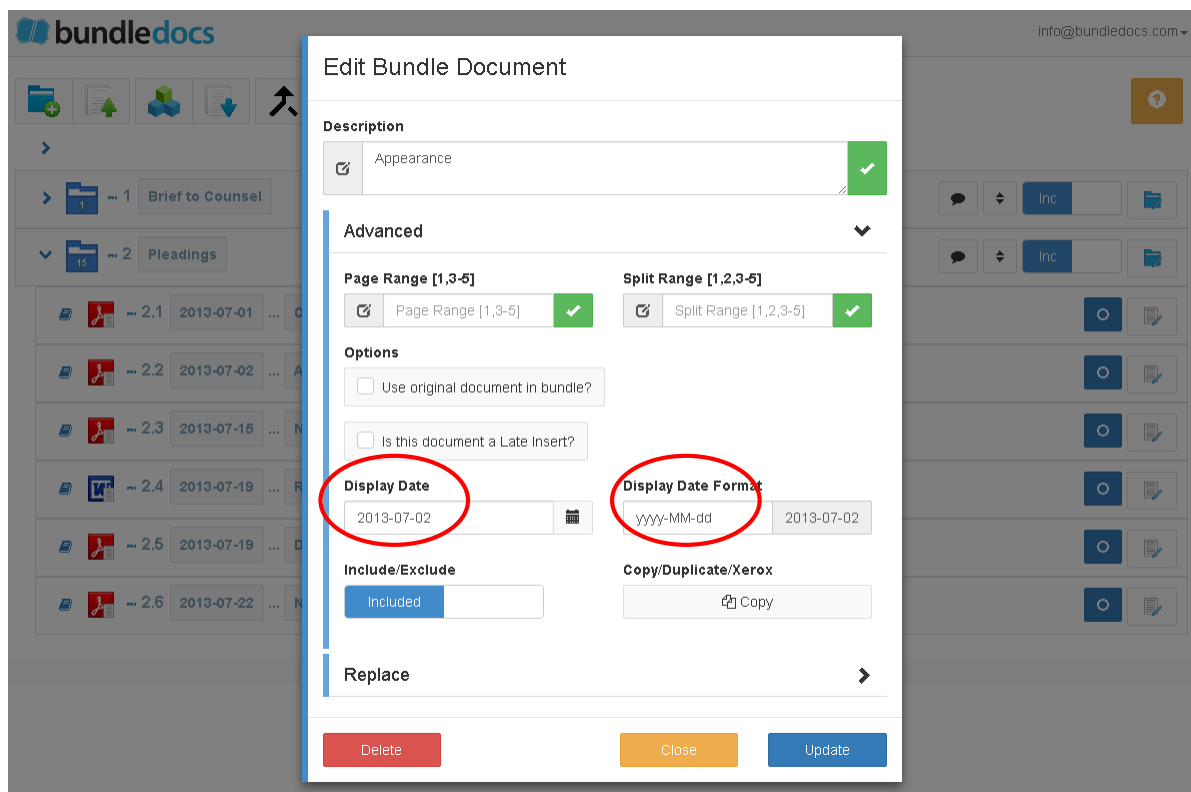 bundledocs
info@bundledocs.com
Edit Bundle Document
Description
Appearance
Advanced
Page Range [1,3-5]
Split Range [1,2,3-5]
Page Range [1,3-5]
Split Range [1,2,3-5]
Options
Use original document in bundle?
Is this document a Late Insert?
Display Date
Display Date Format
2013-07-02
yyyy-MM-dd
2013-07-02
Include/Exclude
Copy/Duplicate/Xerox
Included
Copy
Replace
Delete
Close
Update
1
1
Brief to Counsel
Inc
15
2
Pleadings
Inc
2.1
2013-07-01
...
C
2.2
2013-07-02
...
A
2.3
2013-07-15
...
N
2.4
2013-07-19
...
R
2.5
2013-07-19
...
D
2.6
2013-07-22
...
N